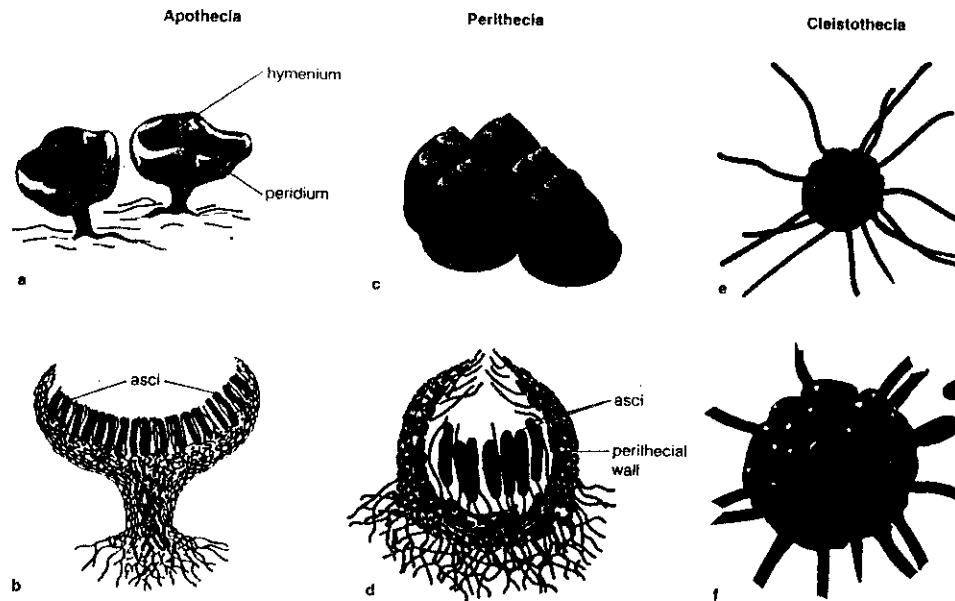 Apothecia
Perithecia
Cleistothecia
hymenium
peridium
a
c
e
asci
asci
perithecial
wall
b
d
f